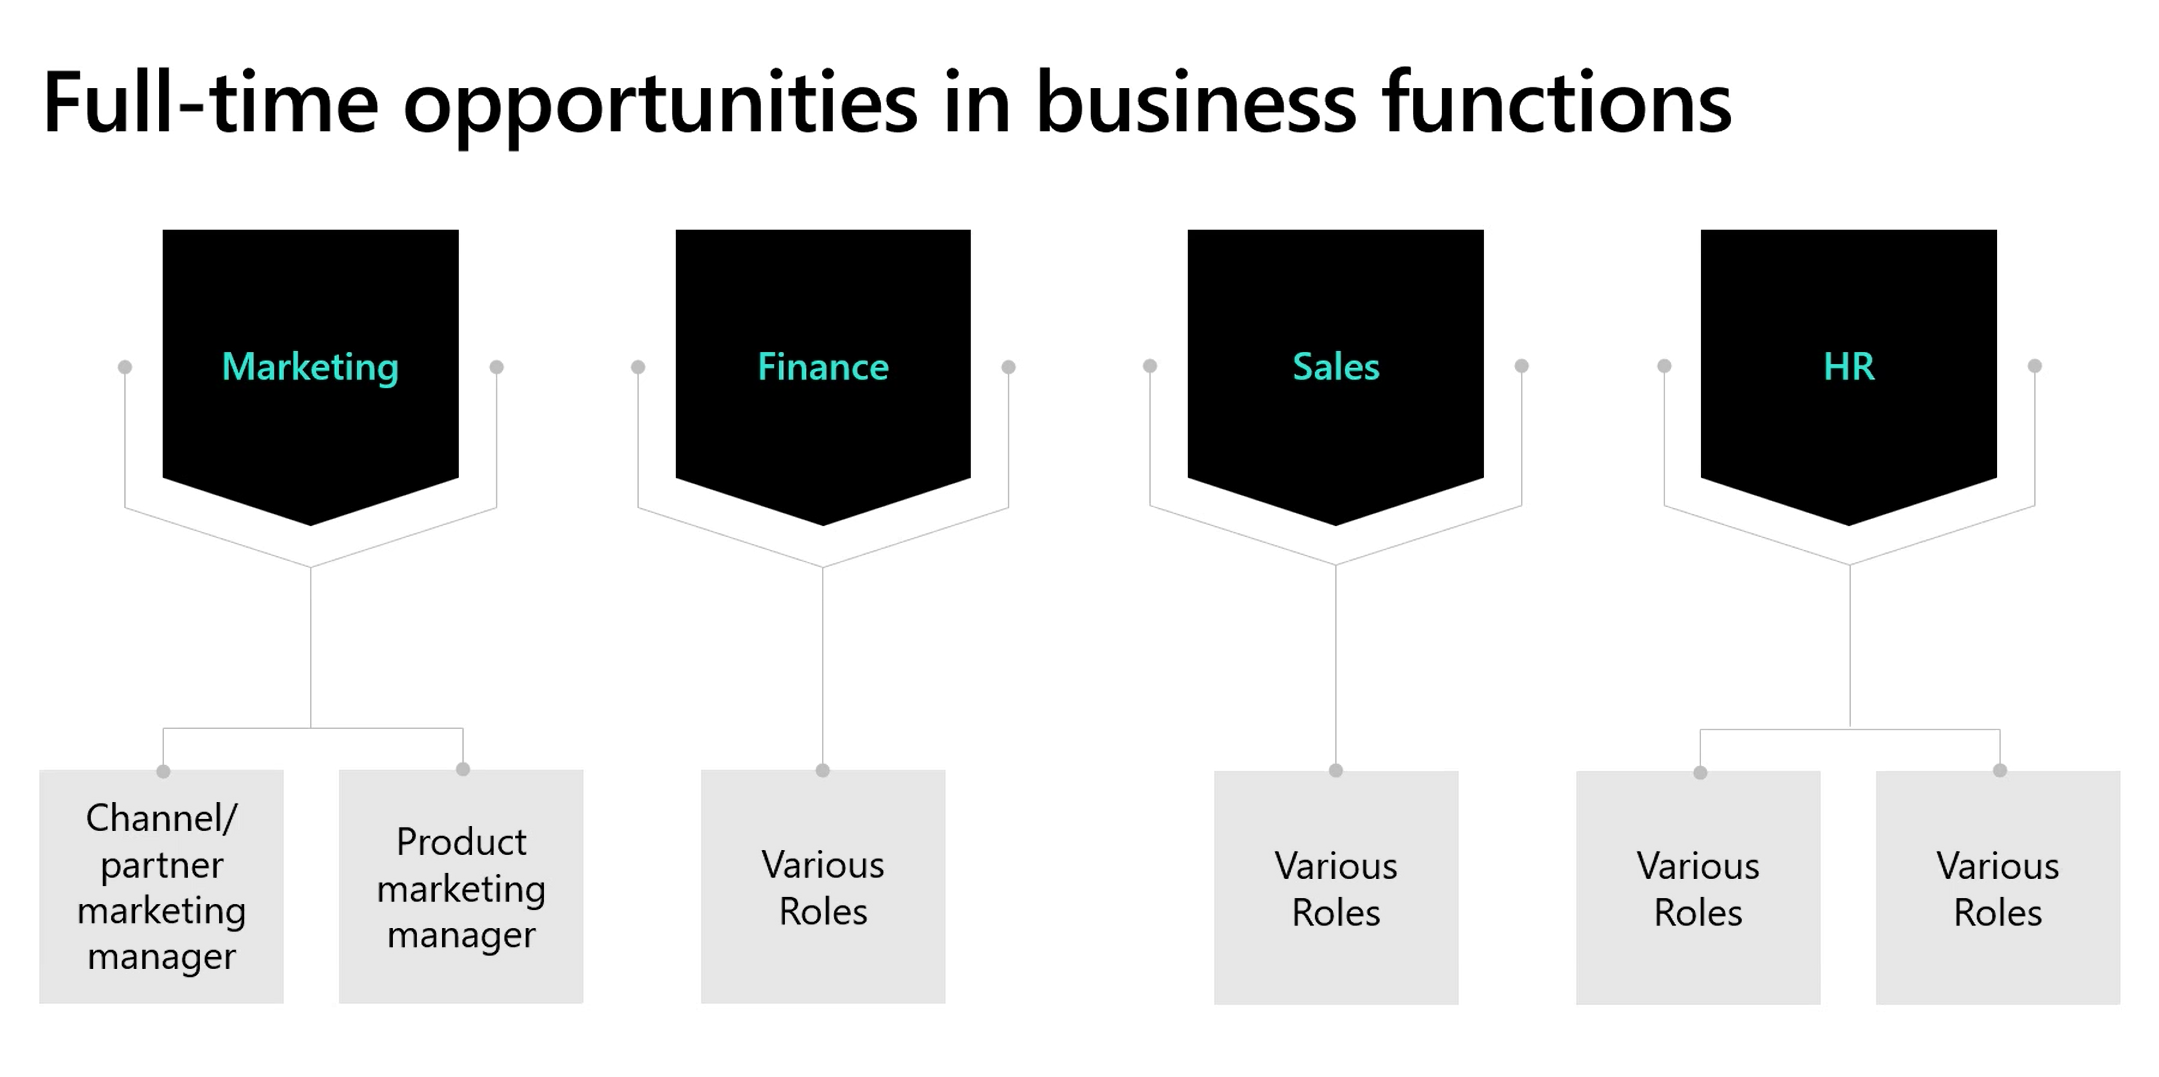 Full-time opportunities in business functions
Marketing
Finance
Sales
HR
Channel/
partner
marketing
manager
Product
marketing
manager
Various
Roles
Various
Roles
Various
Roles
Various
Roles